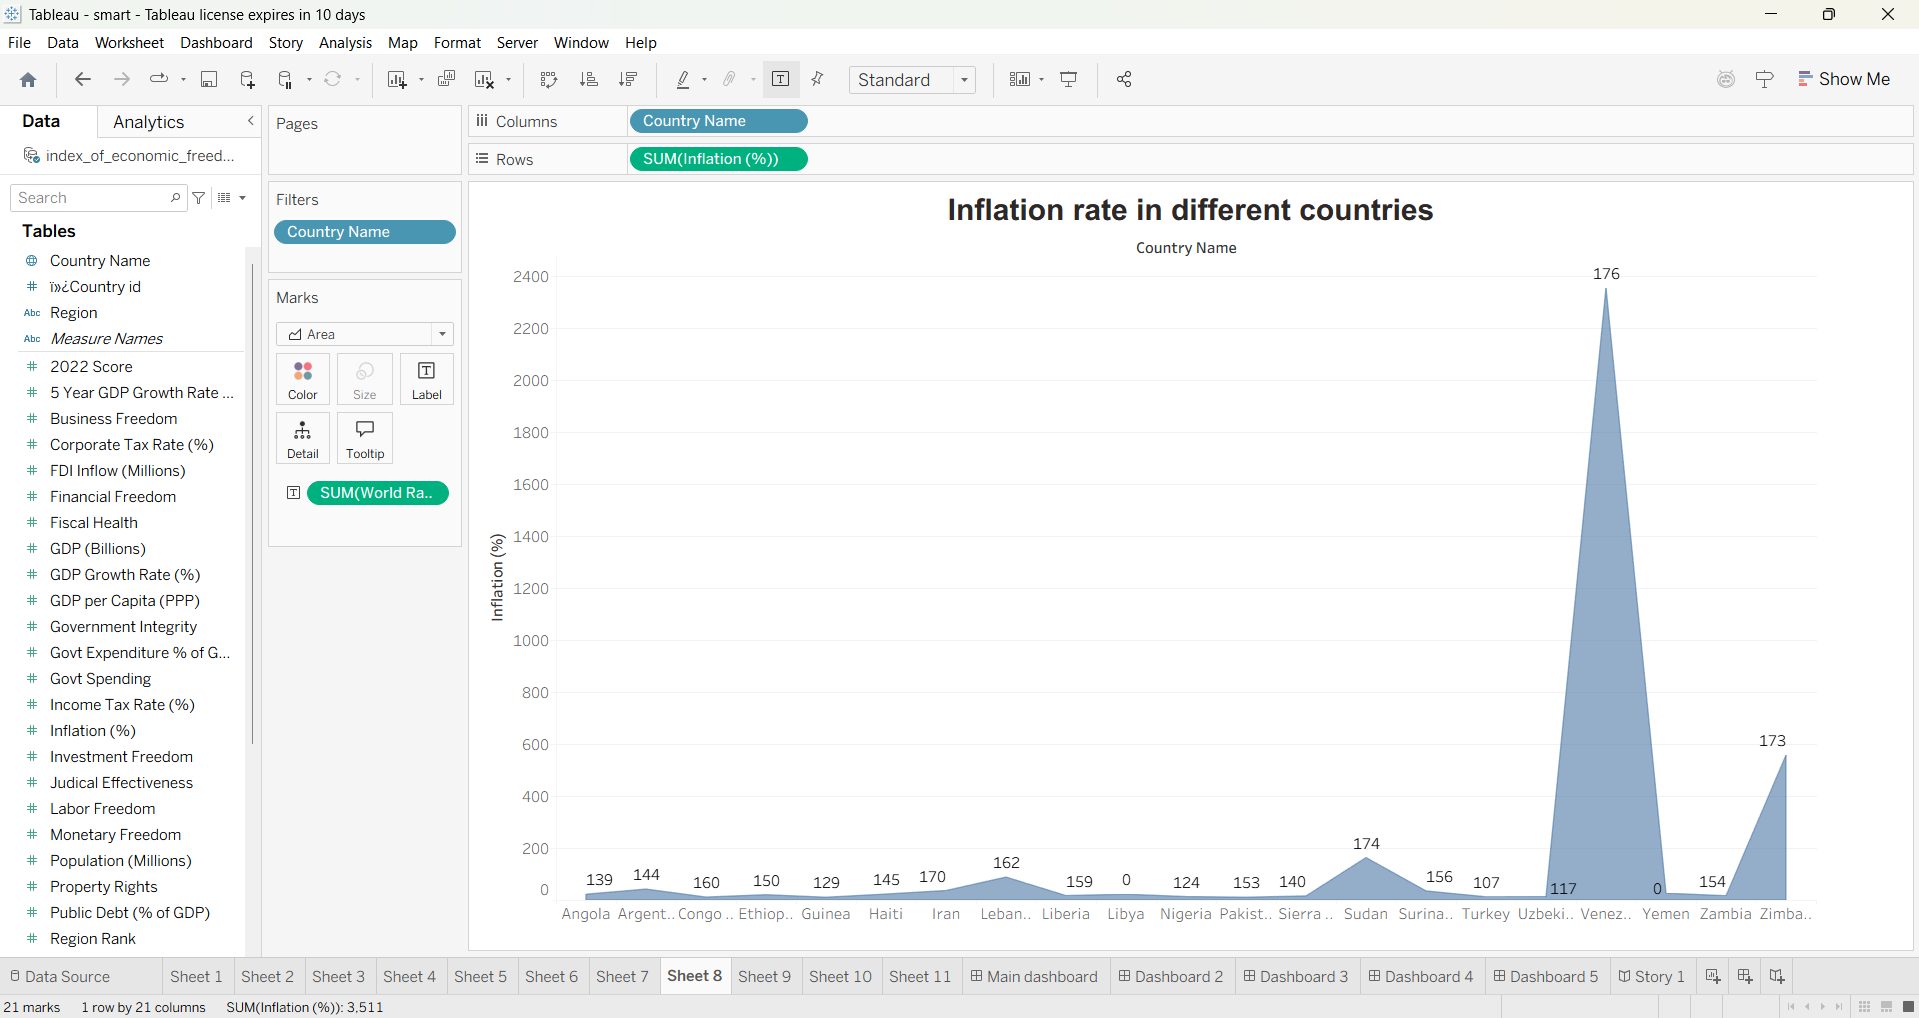 Tableau - smart - Tableau license expires in 10 days
File Data Worksheet Dashboard Story Analysis Map Format Server Window Help
Standard
Show Me
Data Analytics
index_of_economic_freed...
Search
Tables
Country Name
ï»¿Country id
Abc Region
Abc Measure Names
2022 Score
5 Year GDP Growth Rate ...
Business Freedom
Corporate Tax Rate (%)
FDI Inflow (Millions)
Financial Freedom
Fiscal Health
GDP (Billions)
GDP Growth Rate (%)
GDP per Capita (PPP)
Government Integrity
Govt Expenditure % of G...
Govt Spending
Income Tax Rate (%)
Inflation (%)
Investment Freedom
Judical Effectiveness
Labor Freedom
Monetary Freedom
Population (Millions)
Property Rights
Public Debt (% of GDP)
Region Rank
Pages
Filters
Country Name
Marks
Area
Color Size Label
Detail Tooltip
SUM(World Ra..
Columns Country Name
Rows SUM(Inflation (%))
Inflation rate in different countries
Country Name
Inflation (%)
2400
2200
2000
1800
1600
1400
1200
1000
800
600
400
200
0
139 144 160 150 129 145 170 162 159 0 124 153 140 174 156 107 117 176 0 154 173
Angola Argent.. Congo .. Ethiop.. Guinea Haiti Iran Leban.. Liberia Libya Nigeria Pakist.. Sierra .. Sudan Surina.. Turkey Uzbeki.. Venez.. Yemen Zambia Zimba..
Data Source Sheet 1 Sheet 2 Sheet 3 Sheet 4 Sheet 5 Sheet 6 Sheet 7 Sheet 8 Sheet 9 Sheet 10 Sheet 11 Main dashboard Dashboard 2 Dashboard 3 Dashboard 4 Dashboard 5 Story 1
21 marks 1 row by 21 columns SUM(Inflation (%)): 3,511